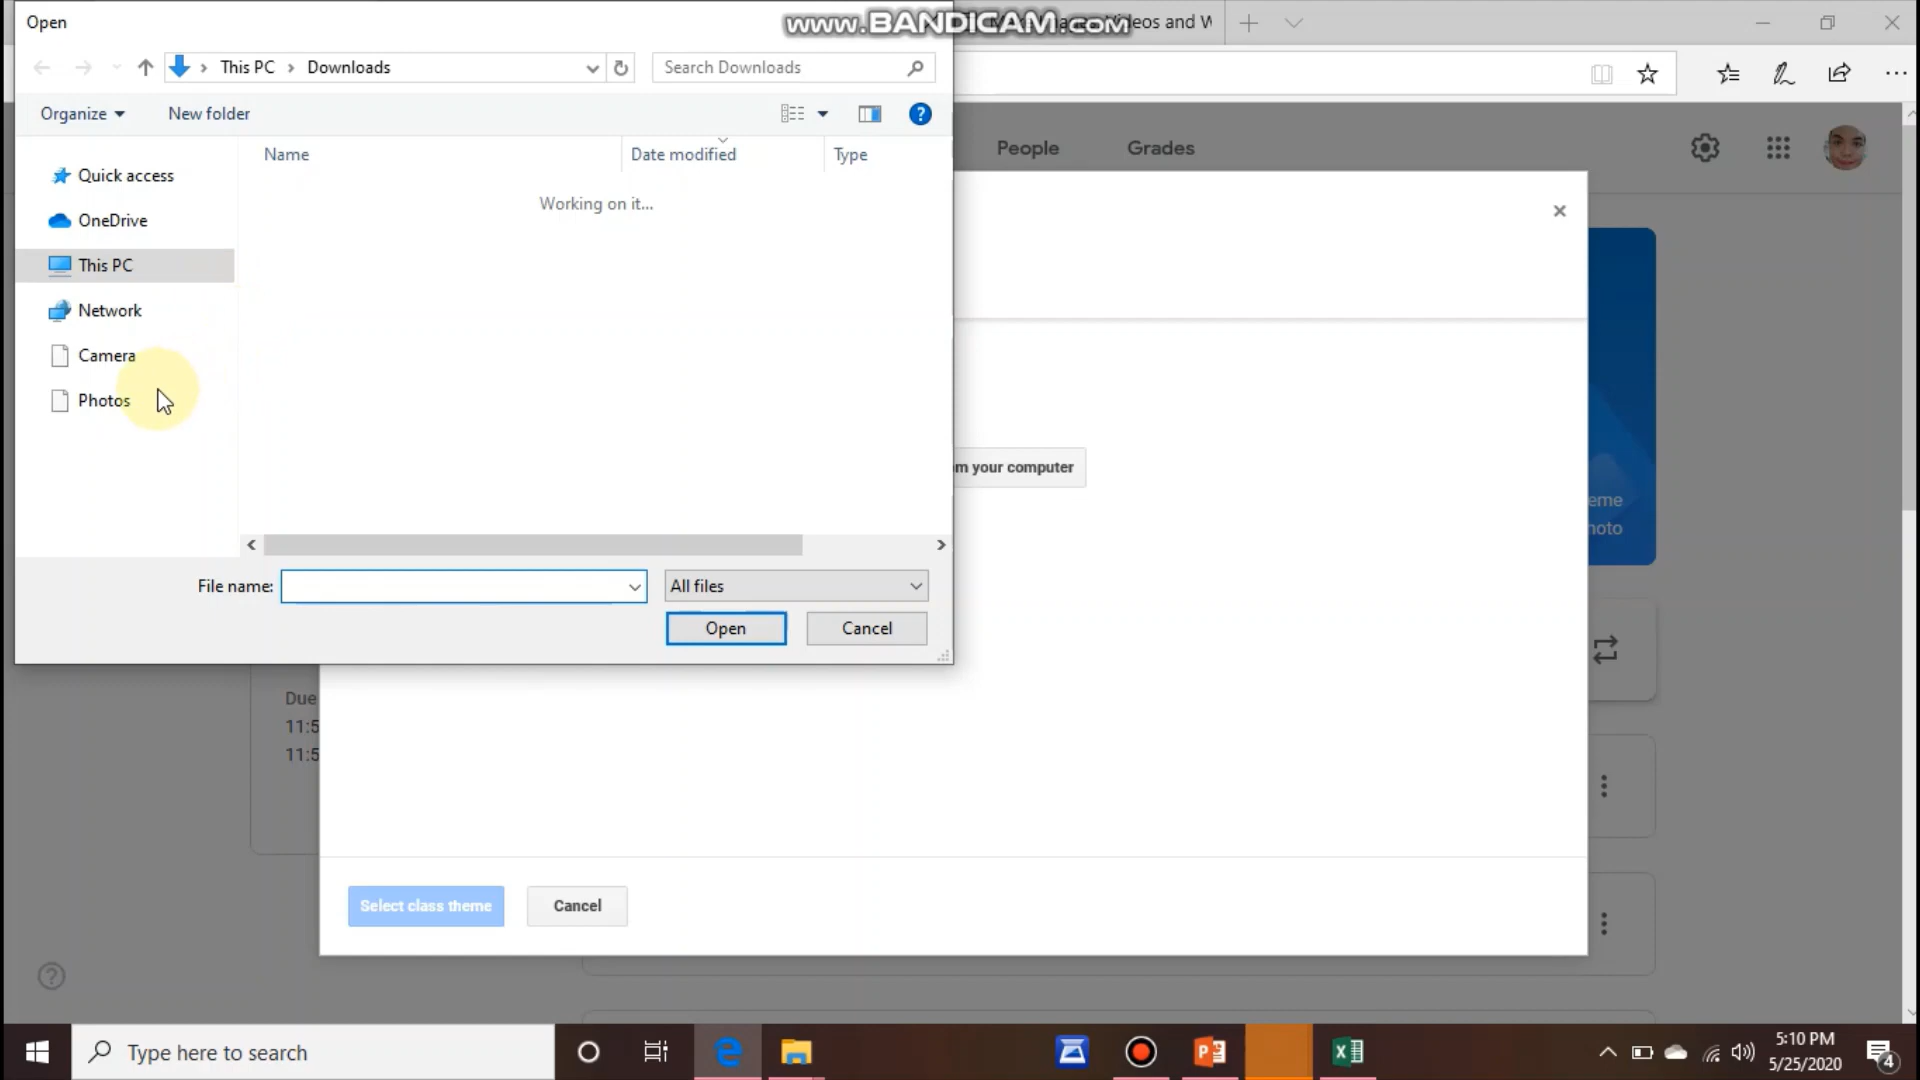 Open
www.BANDICAM.com
Videos and W
This PC
Downloads
Search Downloads
Organize
New folder
Name
Date modified
Type
Working on it...
Quick access
OneDrive
This PC
Network
Camera
Photos
File name:
All files
Open
Cancel
People
Grades
om your computer
eme
hoto
Due
11:5
11:5
Select class theme
Cancel
Type here to search
5:10 PM
5/25/2020
4